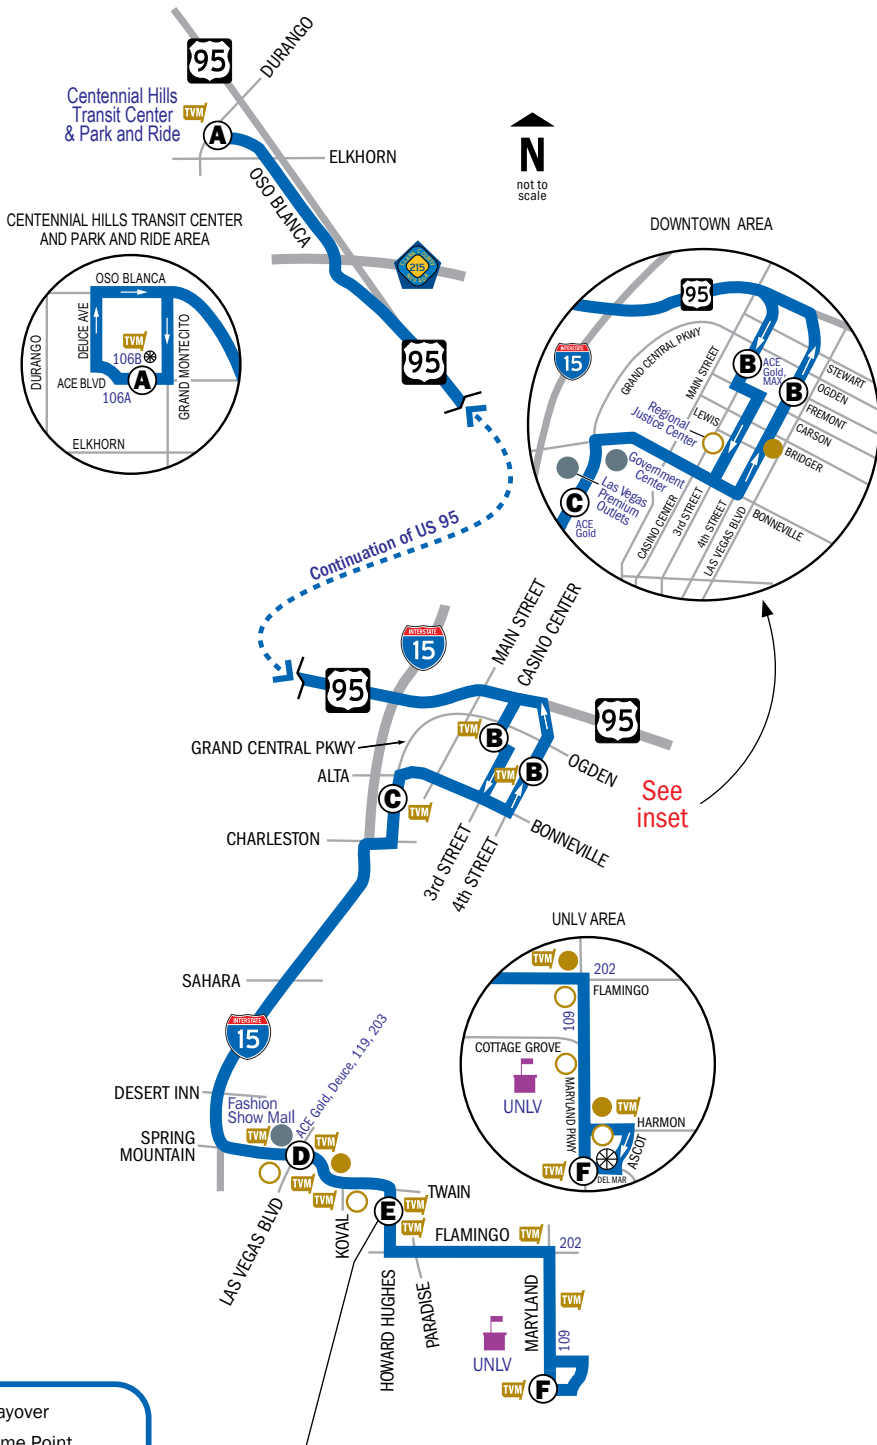 95
DURANGO
Centennial Hills
Transit Center
& Park and Ride
TVM
A
ELKHORN
OSO BLANCA
N
not to
scale
215
95
CENTENNIAL HILLS TRANSIT CENTER
AND PARK AND RIDE AREA
OSO BLANCA
DEUCE AVE
DURANGO
TVM
106B
ACE BLVD
A
106A
GRAND MONTECITO
ELKHORN
DOWNTOWN AREA
95
INTERSTATE
15
GRAND CENTRAL PKWY
MAIN STREET
B
ACE
Gold,
MAX
B
STEWART
OGDEN
FREMONT
CARSON
BRIDGER
LEWIS
Regional
Justice Center
Government
Center
Las Vegas
Premium
Outlets
C
ACE
Gold
CASINO CENTER
3rd STREET
4th STREET
LAS VEGAS BLVD
BONNEVILLE
Continuation of US 95
INTERSTATE
15
MAIN STREET
CASINO CENTER
95
95
TVM
B
GRAND CENTRAL PKWY
ALTA
TVM
B
OGDEN
C
TVM
See
inset
CHARLESTON
3rd STREET
4th STREET
BONNEVILLE
SAHARA
INTERSTATE
15
DESERT INN
Fashion
Show Mall
ACE Gold, Deuce, 119, 203
SPRING
MOUNTAIN
TVM
D
TVM
TVM
TVM
LAS VEGAS BLVD
KOVAL
TWAIN
E
TVM
TVM
FLAMINGO
TVM
202
HOWARD HUGHES
PARADISE
MARYLAND
TVM
109
UNLV
TVM
F
UNLV AREA
TVM
202
FLAMINGO
109
COTTAGE GROVE
UNLV
MARYLAND PKWY
TVM
HARMON
ASCOT
TVM
F
DEL MAR
ayover
me Point